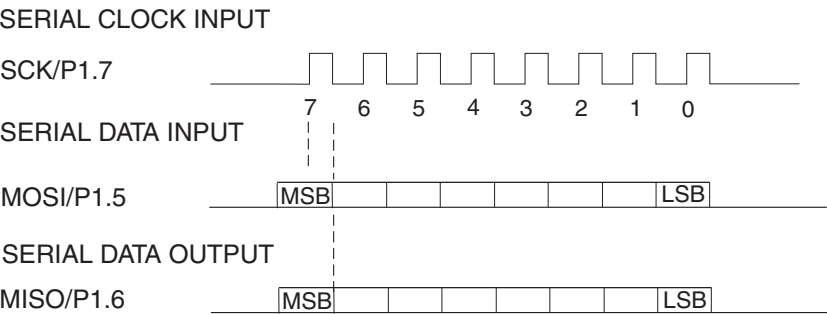 SERIAL CLOCK INPUT
SCK/P1.7
7 6 5 4 3 2 1 0
SERIAL DATA INPUT
MOSI/P1.5 MSB LSB
SERIAL DATA OUTPUT
MISO/P1.6 MSB LSB